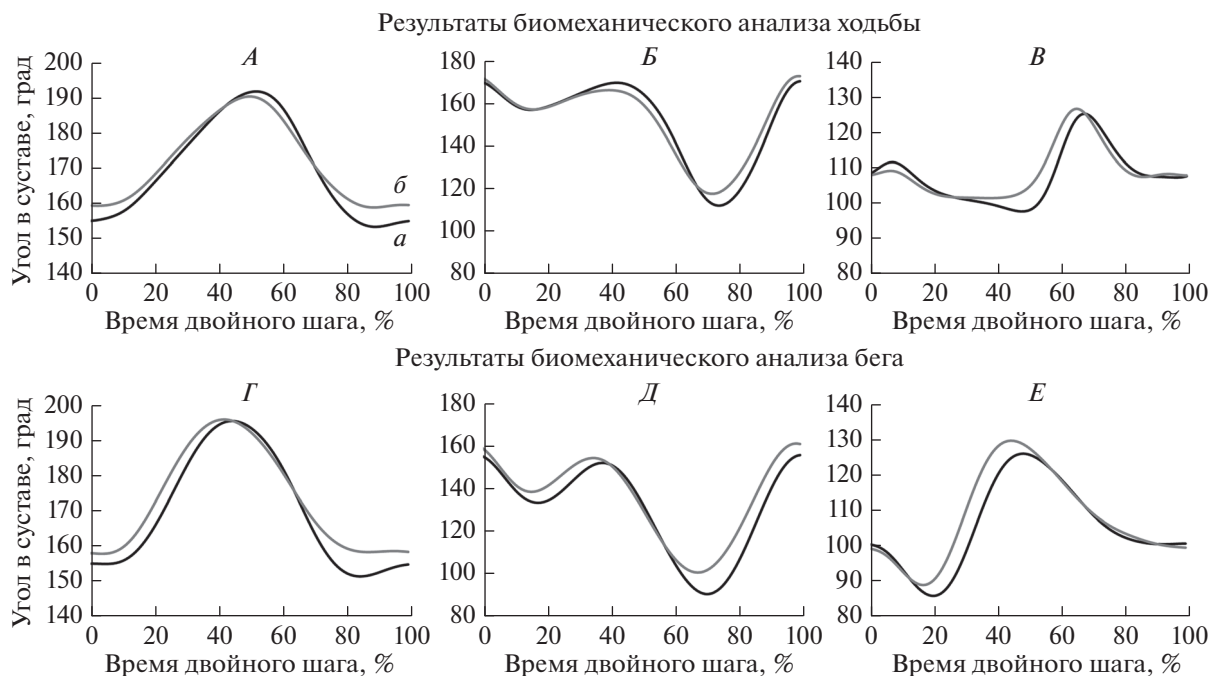 Результаты биомеханического анализа ходьбы
А Б В
Угол в суставе, град
200
190
180
170
160
150
140
0 20 40 60 80 100
б
а
Время двойного шага, %
180
160
140
120
100
80
0 20 40 60 80 100
Время двойного шага, %
140
130
120
110
100
90
80
0 20 40 60 80 100
Время двойного шага, %
Результаты биомеханического анализа бега
Г Д Е
Угол в суставе, град
200
190
180
170
160
150
140
0 20 40 60 80 100
Время двойного шага, %
180
160
140
120
100
80
0 20 40 60 80 100
Время двойного шага, %
140
130
120
110
100
90
80
0 20 40 60 80 100
Время двойного шага, %